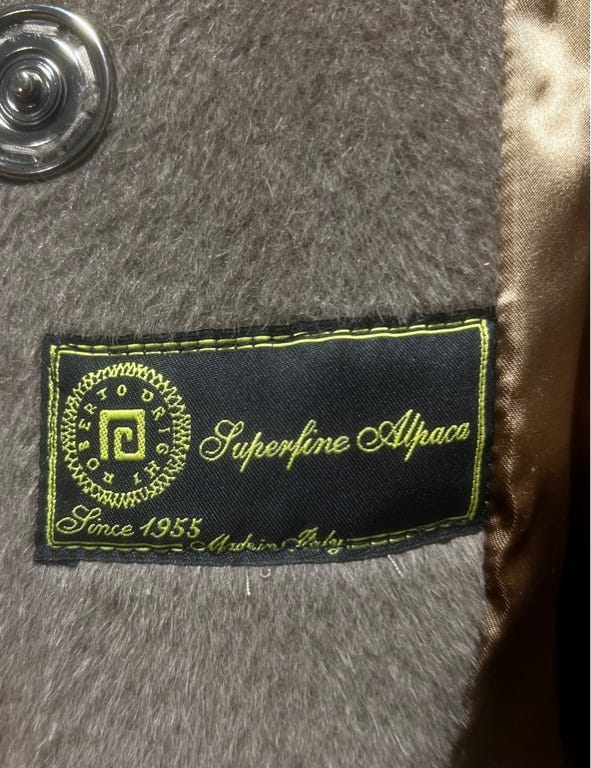 ROBERTO DRIGHI
Superfine Alpaca
Since 1955
Made in Italy